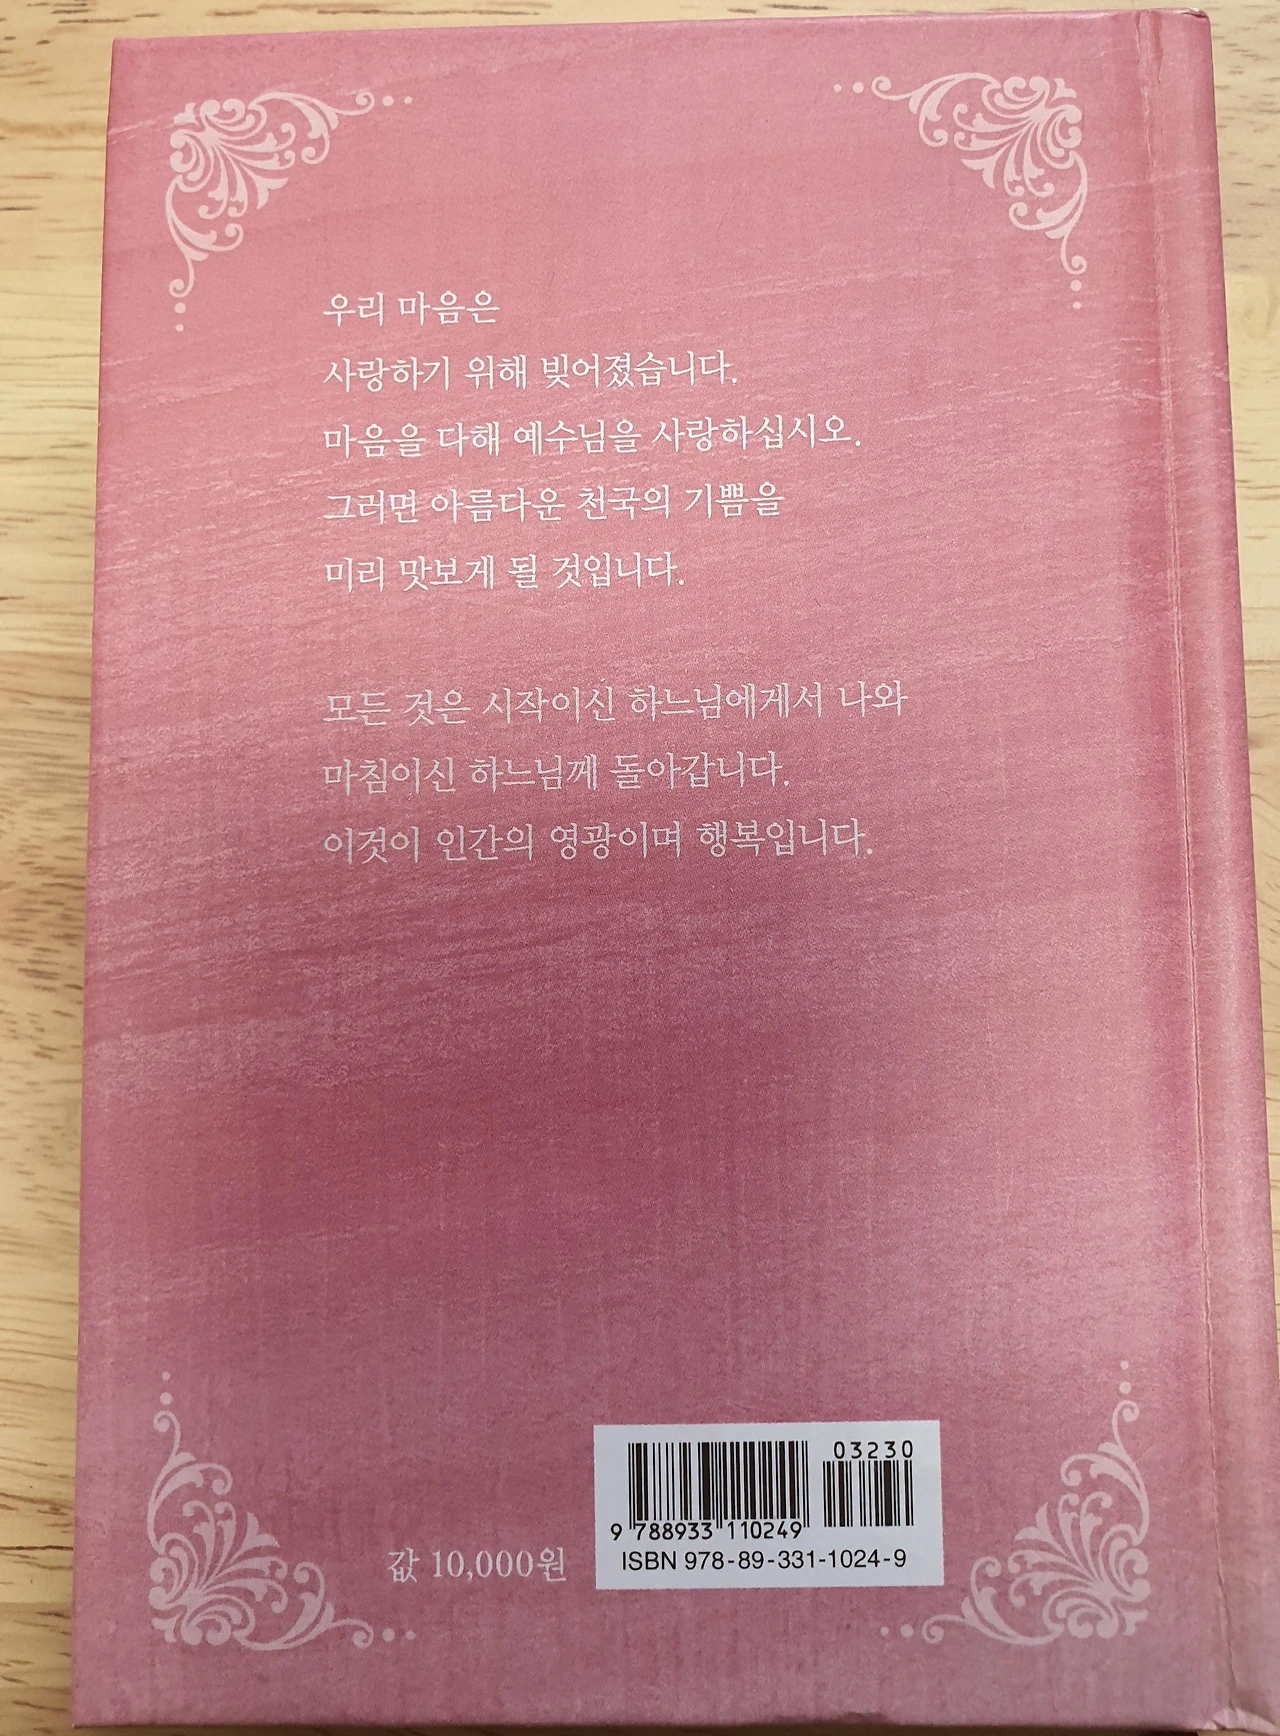 우리 마음은
사랑하기 위해 빚어졌습니다.
마음을 다해 예수님을 사랑하십시오.
그러면 아름다운 천국의 기쁨을
미리 맛보게 될 것입니다.
모든 것은 시작이신 하느님에게서 나와
마침이신 하느님께 돌아갑니다.
이것이 인간의 영광이며 행복입니다.
03230
9 788933 110249
ISBN 978-89-331-1024-9
값 10,000원